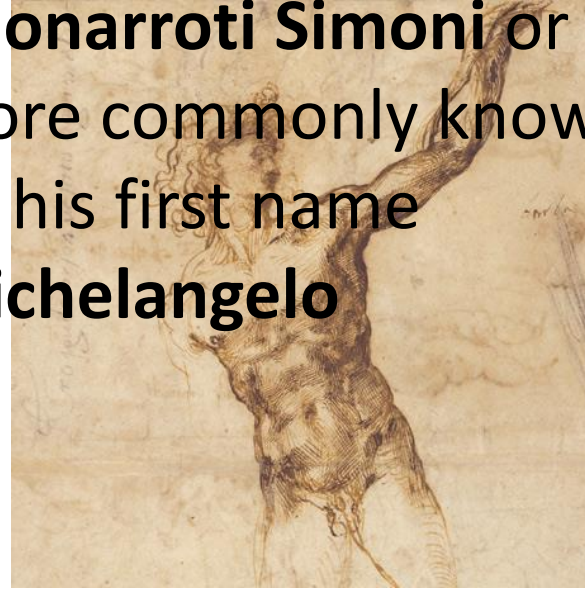 onarroti Simoni or
ore commonly know
his first name
ichelangelo